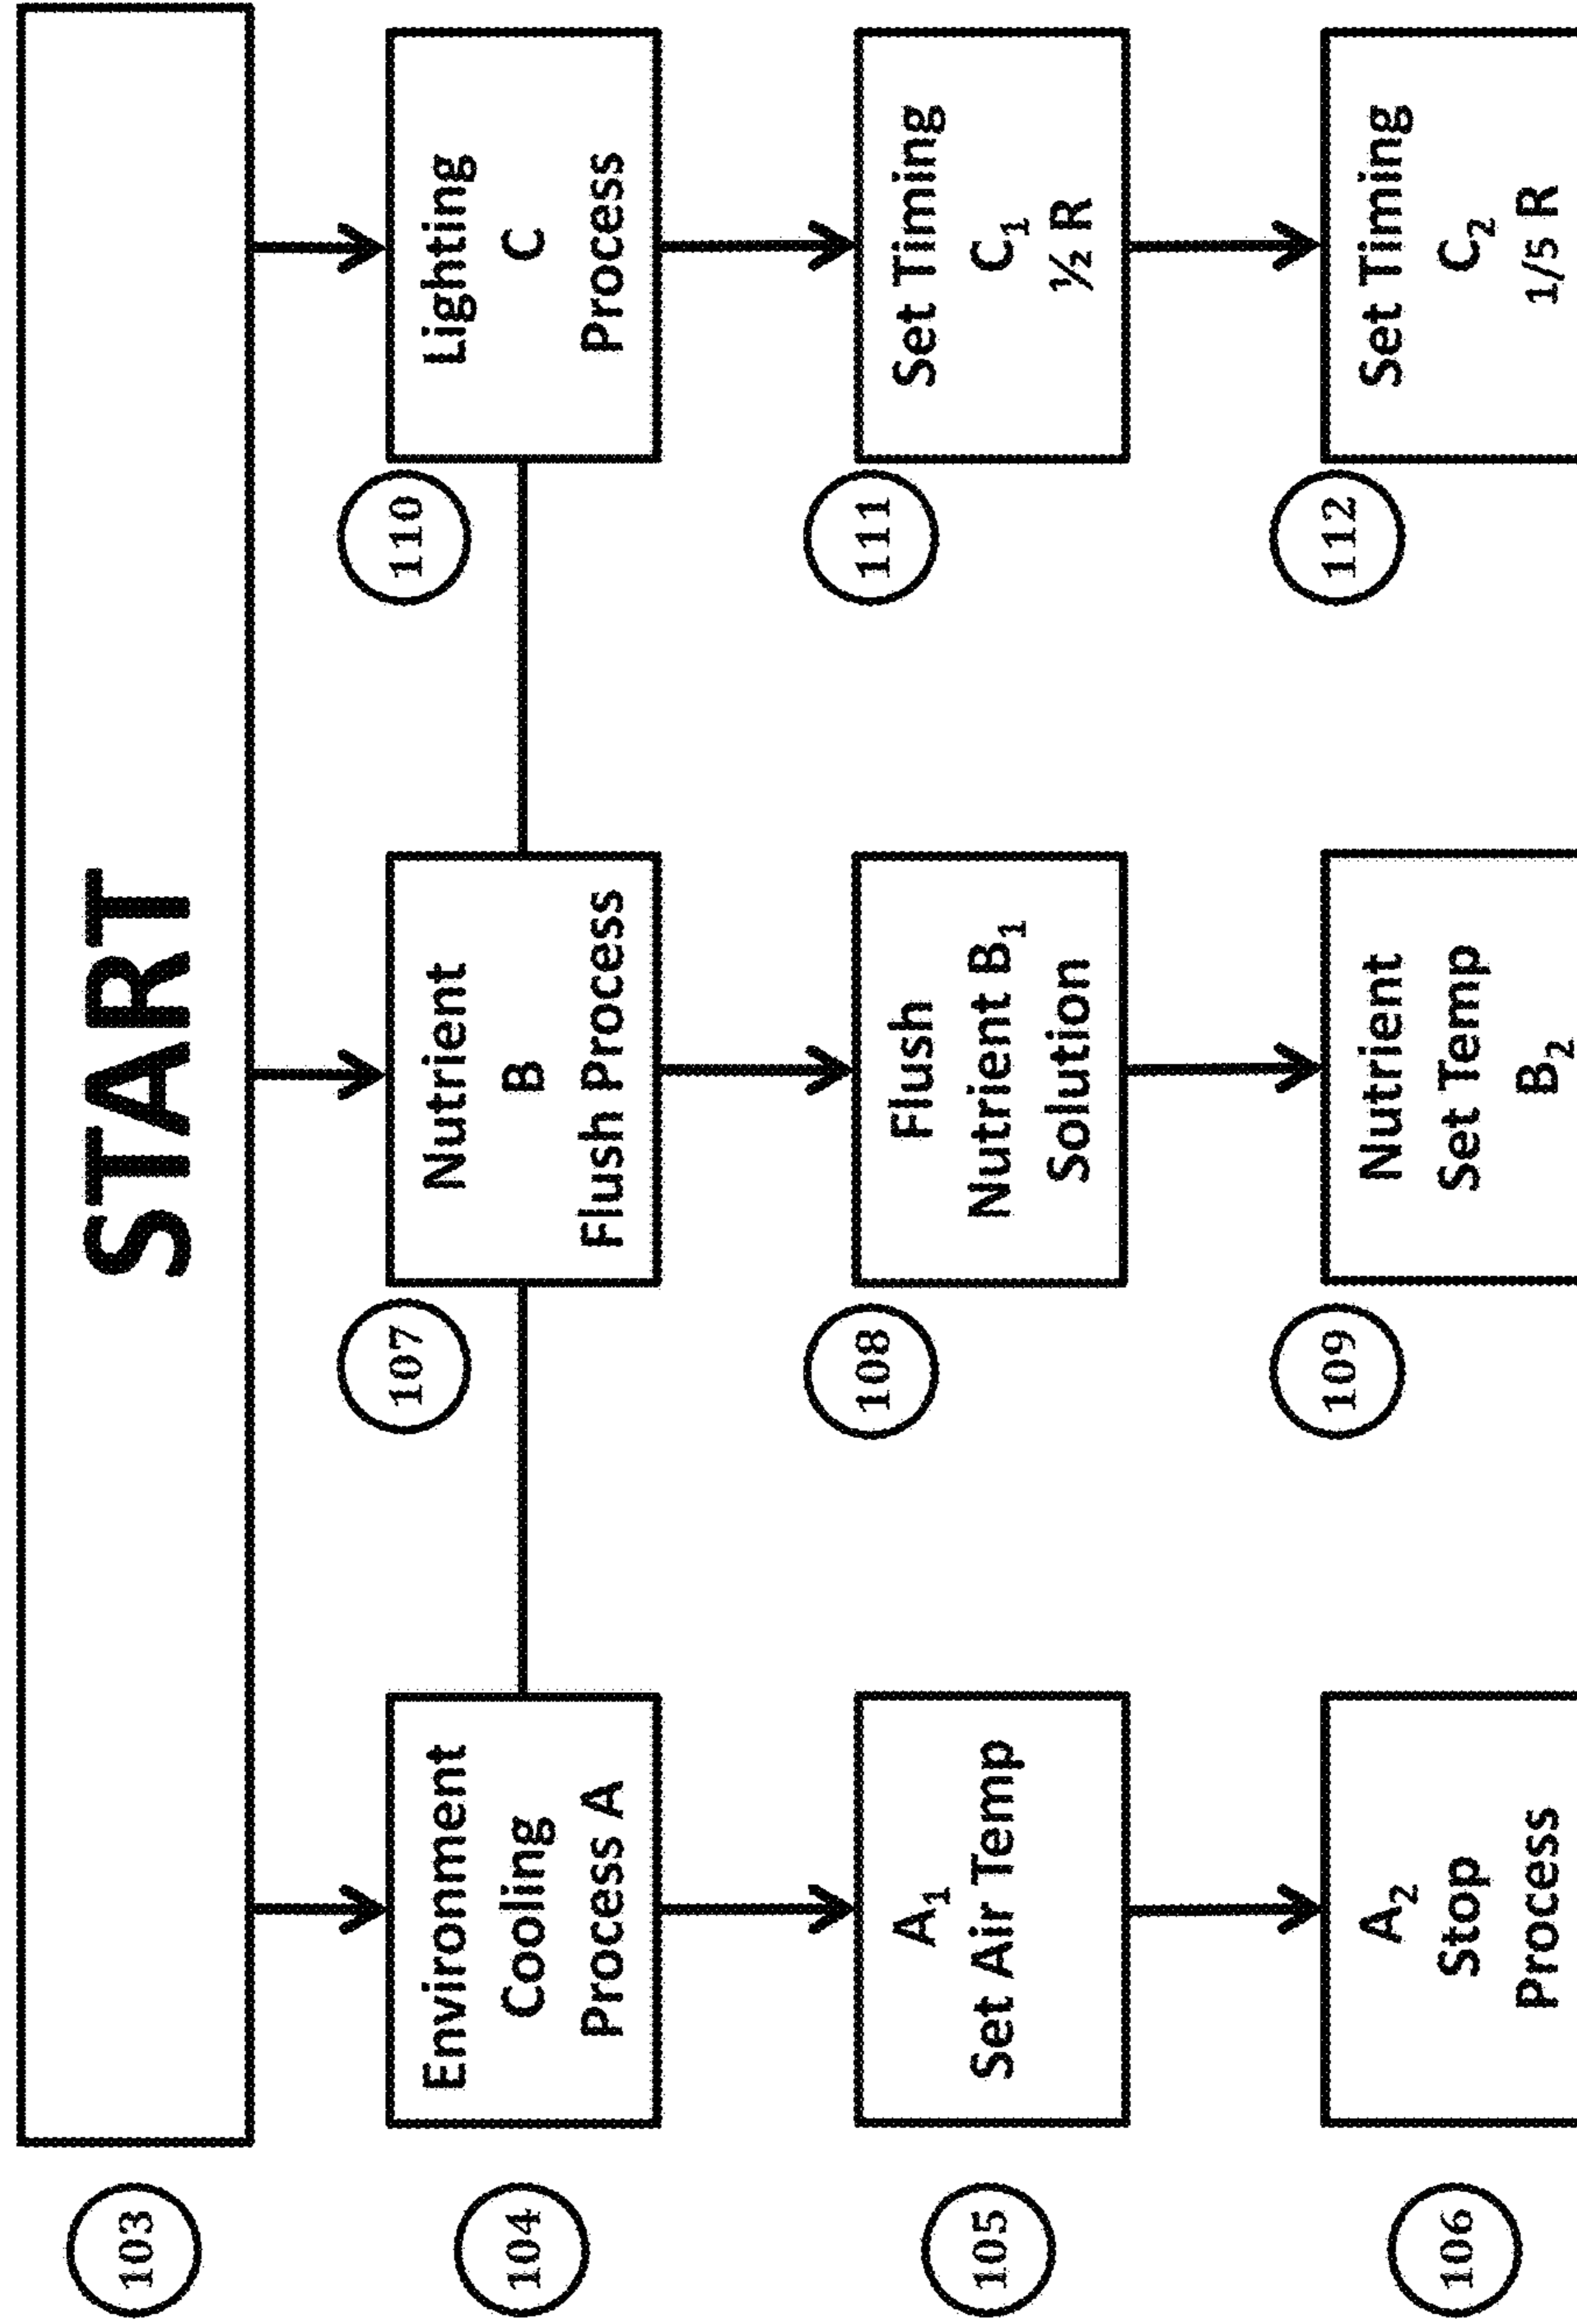 103
START
104
Environment
Cooling
Process A
107
Nutrient
B
Flush Process
110
Lighting
C
Process
105
A₁
Set Air Temp
108
Flush
Nutrient B₁
Solution
111
Set Timing
C₁
½ R
106
A₂
Stop
Process
109
Nutrient
Set Temp
B₂
112
Set Timing
C₂
1/5 R